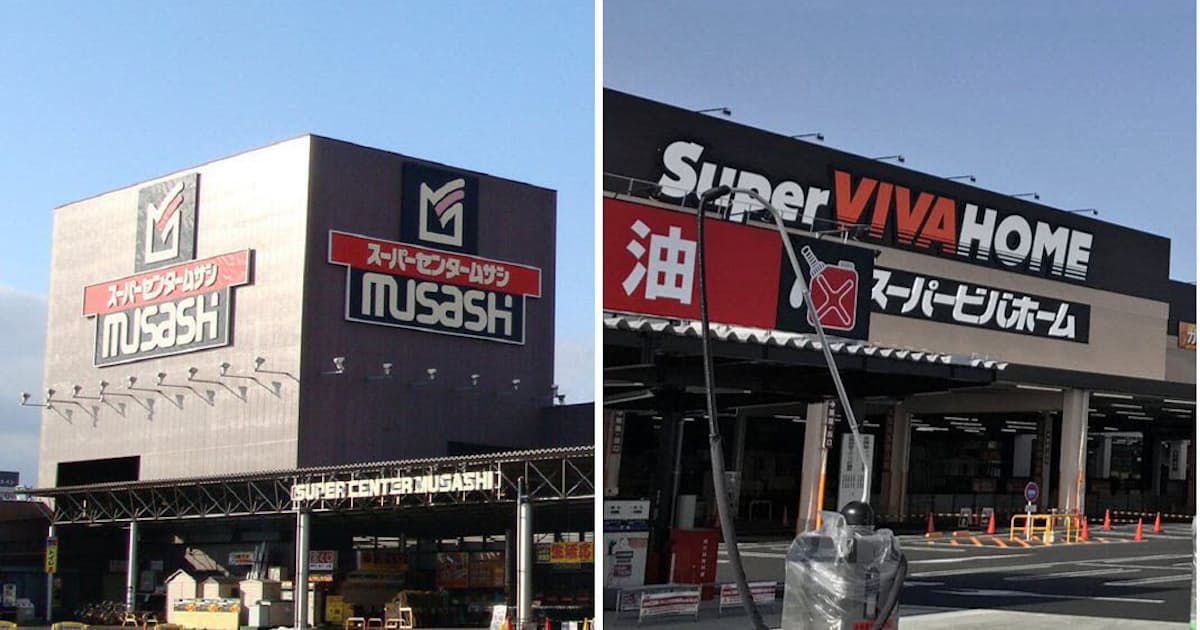 スーパーセンタームサシ
musashi
スーパーセンタームサシ
musashi
SUPER CENTER MUSASHI
Super VIVA HOME
油
スーパービバホーム